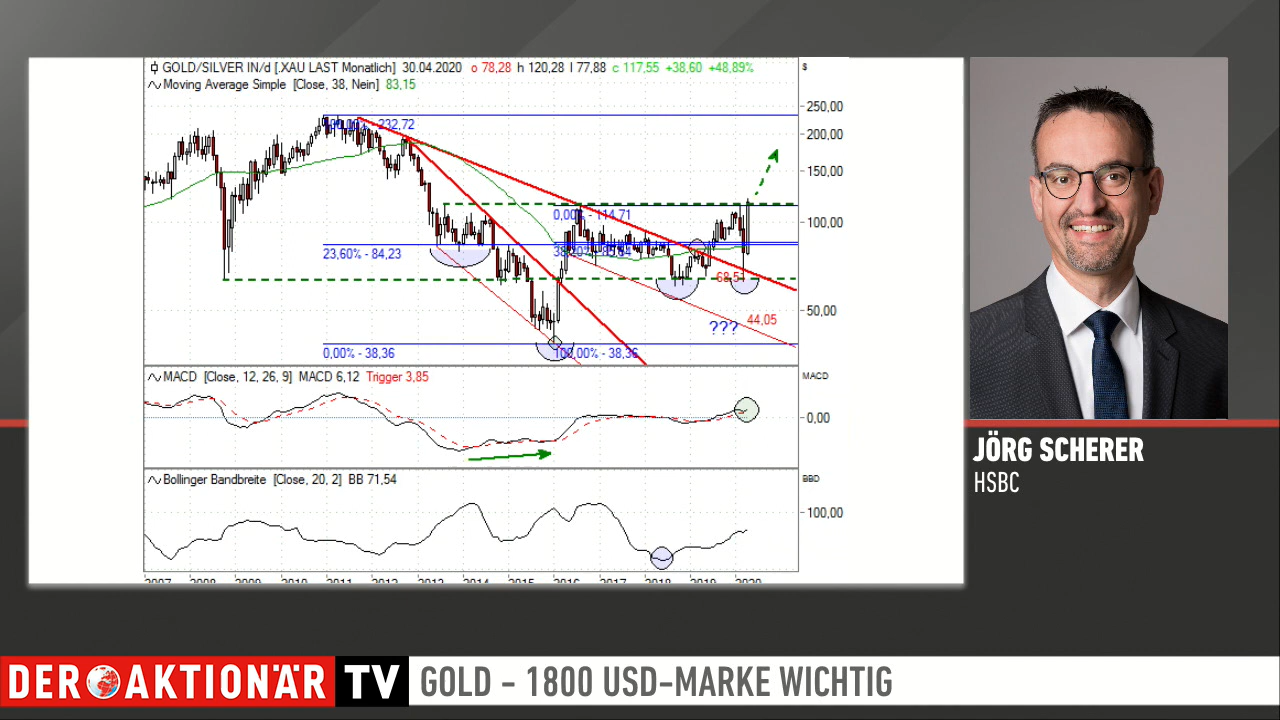 GOLD/SILVER IN/d [.XAU LAST Monatlich] 30.04.2020 o 78,28 h 120,28 l 77,88 c 117,55 +38,60 +48,89%
$
Moving Average Simple [Close, 38, Nein] 83,15
250,00
232,72
200,00
150,00
0,00% - 114,71
100,00
23,60% - 84,23
68,51
50,00
44,05
???
0,00% - 38,36
100,00% - 38,36
MACD [Close, 12, 26, 9] MACD 6,12 Trigger 3,85
MACD
0,00
Bollinger Bandbreite [Close, 20, 2] BB 71,54
BBD
100,00
2007 2008 2009 2010 2011 2012 2013 2014 2015 2016 2017 2018 2019 2020
JÖRG SCHERER
HSBC
DER AKTIONÄR TV
GOLD - 1800 USD-MARKE WICHTIG